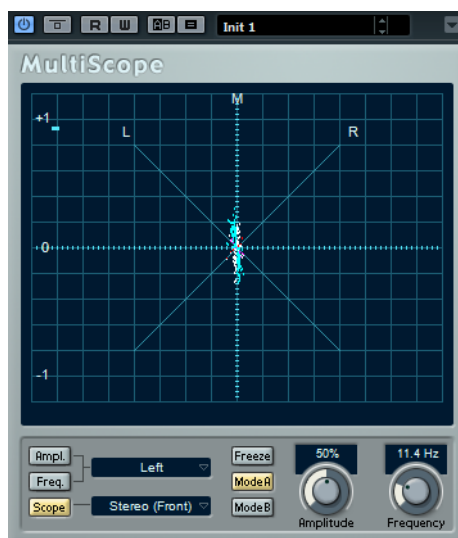 R W AB Init 1
MultiScope
M
+1
L R
0
-1
Ampl. Freeze 50% 11.4 Hz
Left
Freq. Mode A
Scope Stereo (Front) Mode B
Amplitude Frequency